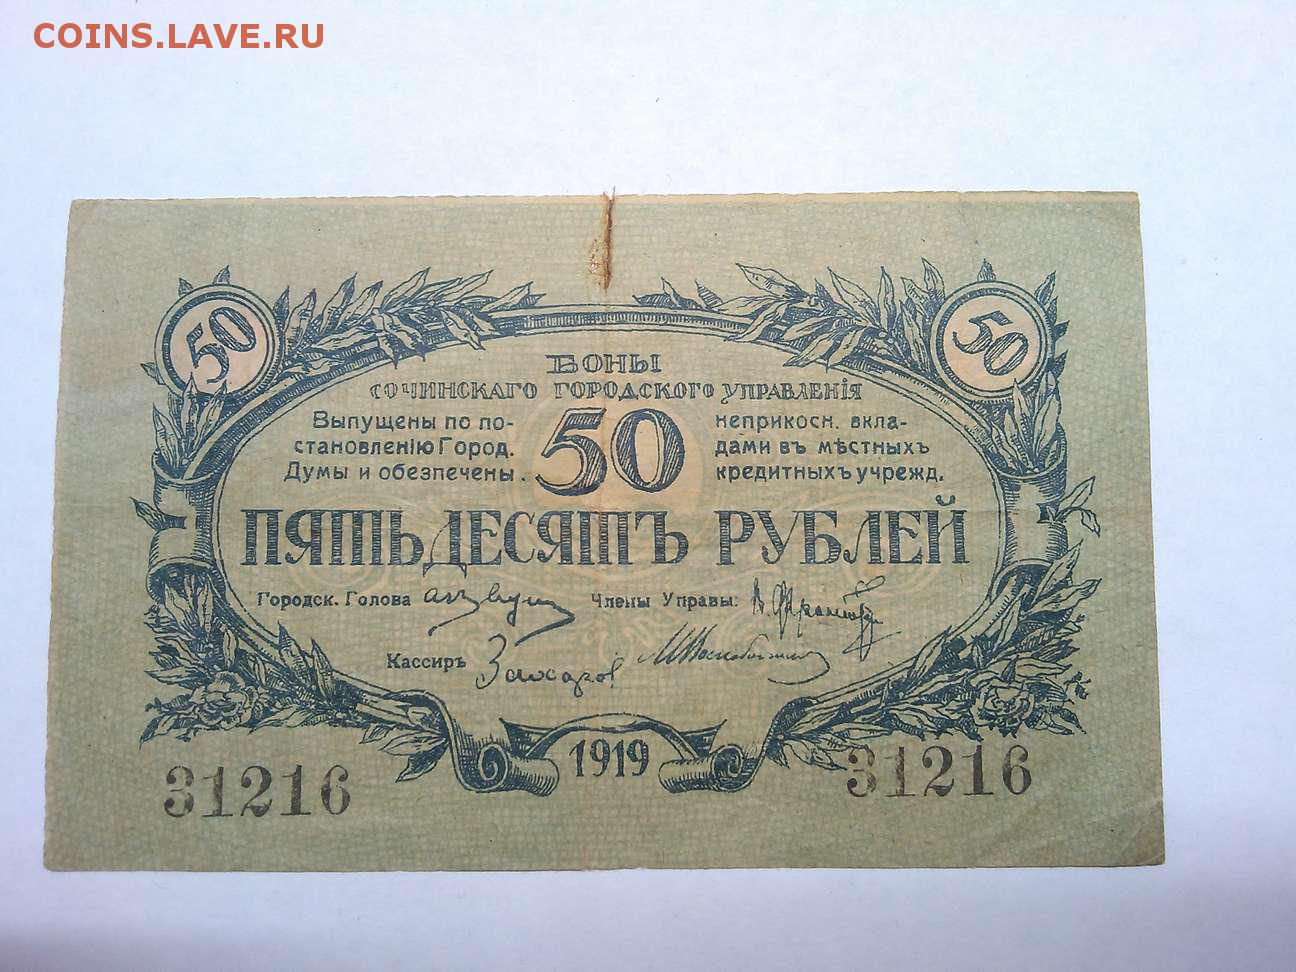 COINS.LAVE.RU
50
50
БОНЫ
СОЧИНСКАГО ГОРОДСКОГО УПРАВЛЕНІЯ
Выпущены по по-
становленію Город.
Думы и обезпечены.
50
неприкосн. вкла-
дами въ мѣстныхъ
кредитныхъ учрежд.
ПЯТЬДЕСЯТЪ РУБЛЕЙ
Городск. Голова
Члены Управы:
Кассиръ Захаров
1919
31216
31216